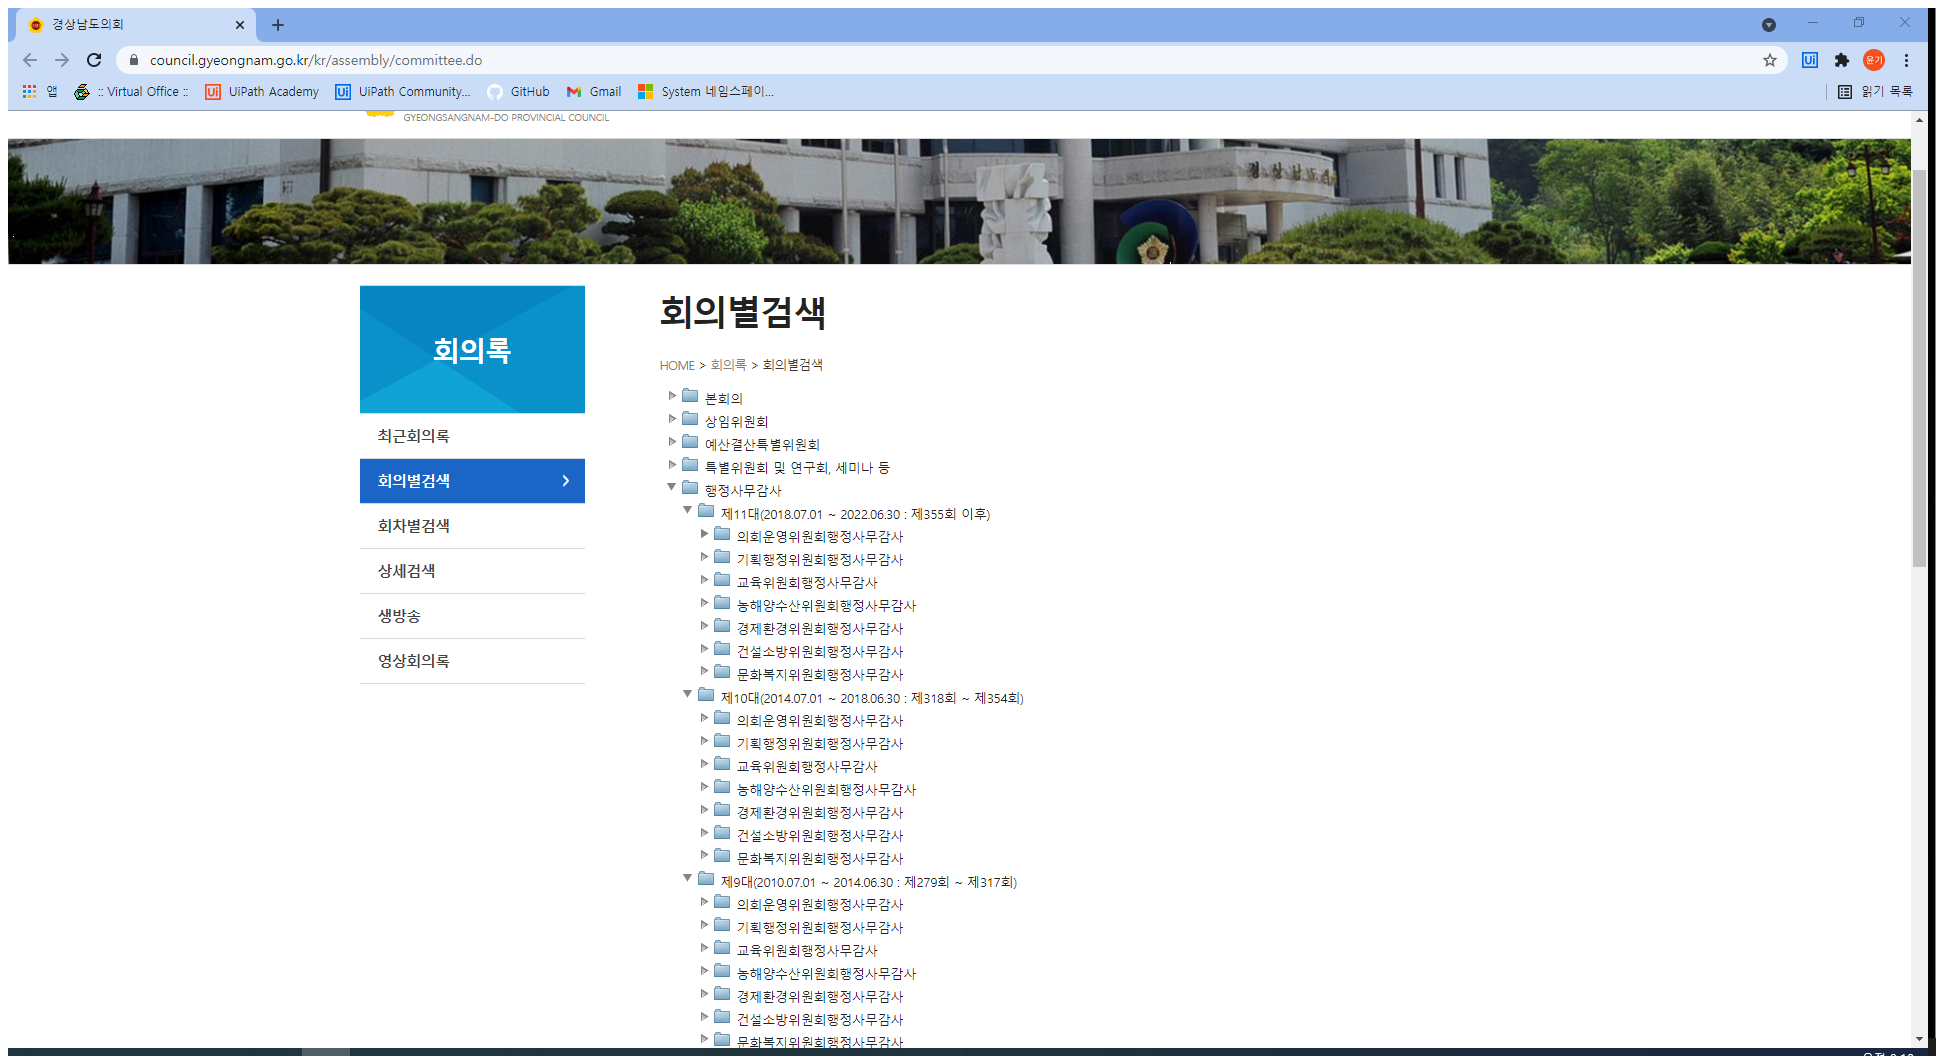 경상남도의회
council.gyeongnam.go.kr/kr/assembly/committee.do
윤기
앱 :: Virtual Office :: UiPath Academy UiPath Community... GitHub Gmail System 네임스페이... 읽기 목록
GYEONGSANGNAM-DO PROVINCIAL COUNCIL
경상남도의회
회의록
최근회의록
회의별검색
회차별검색
상세검색
생방송
영상회의록
회의별검색
HOME > 회의록 > 회의별검색
본회의
상임위원회
예산결산특별위원회
특별위원회 및 연구회, 세미나 등
행정사무감사
제11대(2018.07.01 ~ 2022.06.30 : 제355회 이후)
의회운영위원회행정사무감사
기획행정위원회행정사무감사
교육위원회행정사무감사
농해양수산위원회행정사무감사
경제환경위원회행정사무감사
건설소방위원회행정사무감사
문화복지위원회행정사무감사
제10대(2014.07.01 ~ 2018.06.30 : 제318회 ~ 제354회)
의회운영위원회행정사무감사
기획행정위원회행정사무감사
교육위원회행정사무감사
농해양수산위원회행정사무감사
경제환경위원회행정사무감사
건설소방위원회행정사무감사
문화복지위원회행정사무감사
제9대(2010.07.01 ~ 2014.06.30 : 제279회 ~ 제317회)
의회운영위원회행정사무감사
기획행정위원회행정사무감사
교육위원회행정사무감사
농해양수산위원회행정사무감사
경제환경위원회행정사무감사
건설소방위원회행정사무감사
문화복지위원회행정사무감사